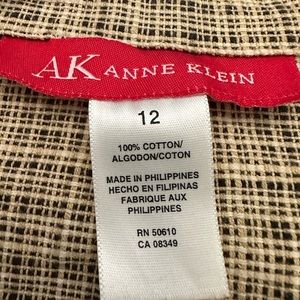 AK ANNE KLEIN
12
100% COTTON/
ALGODON/COTON
MADE IN PHILIPPINES
HECHO EN FILIPINAS
FABRIQUE AUX
PHILIPPINES
RN 50610
CA 08349